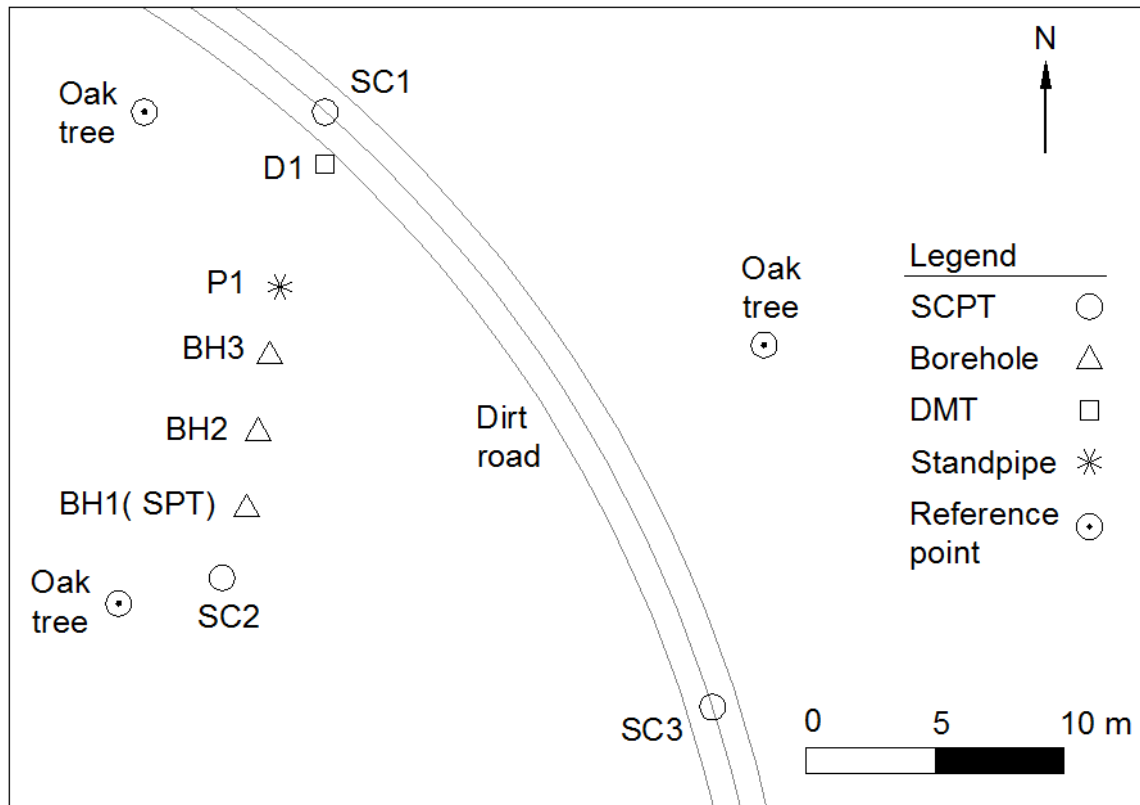 N
SC1
Oak
tree
D1
P1
BH3
BH2
BH1( SPT)
Oak
tree
SC2
Dirt
road
Oak
tree
SC3
Legend
SCPT
Borehole
DMT
Standpipe
Reference
point
0 5 10 m